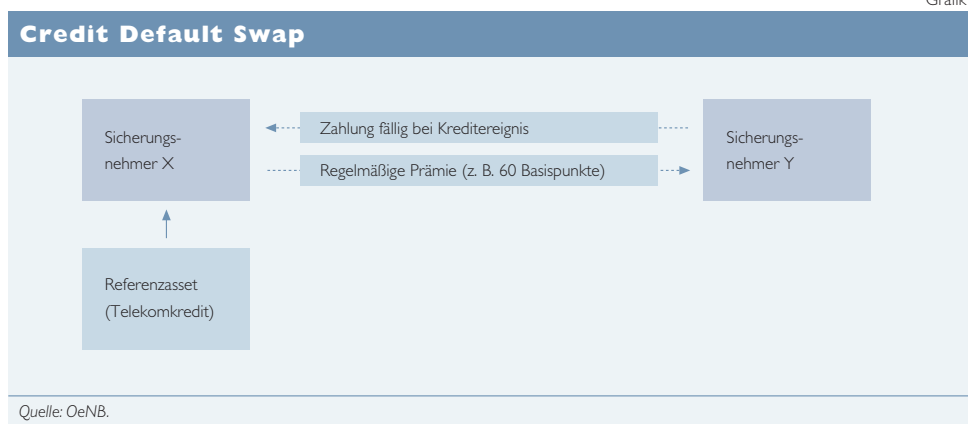 Grafik
Credit Default Swap
Sicherungs-
nehmer X
Zahlung fällig bei Kreditereignis
Regelmäßige Prämie (z. B. 60 Basispunkte)
Sicherungs-
nehmer Y
Referenzasset
(Telekomkredit)
Quelle: OeNB.